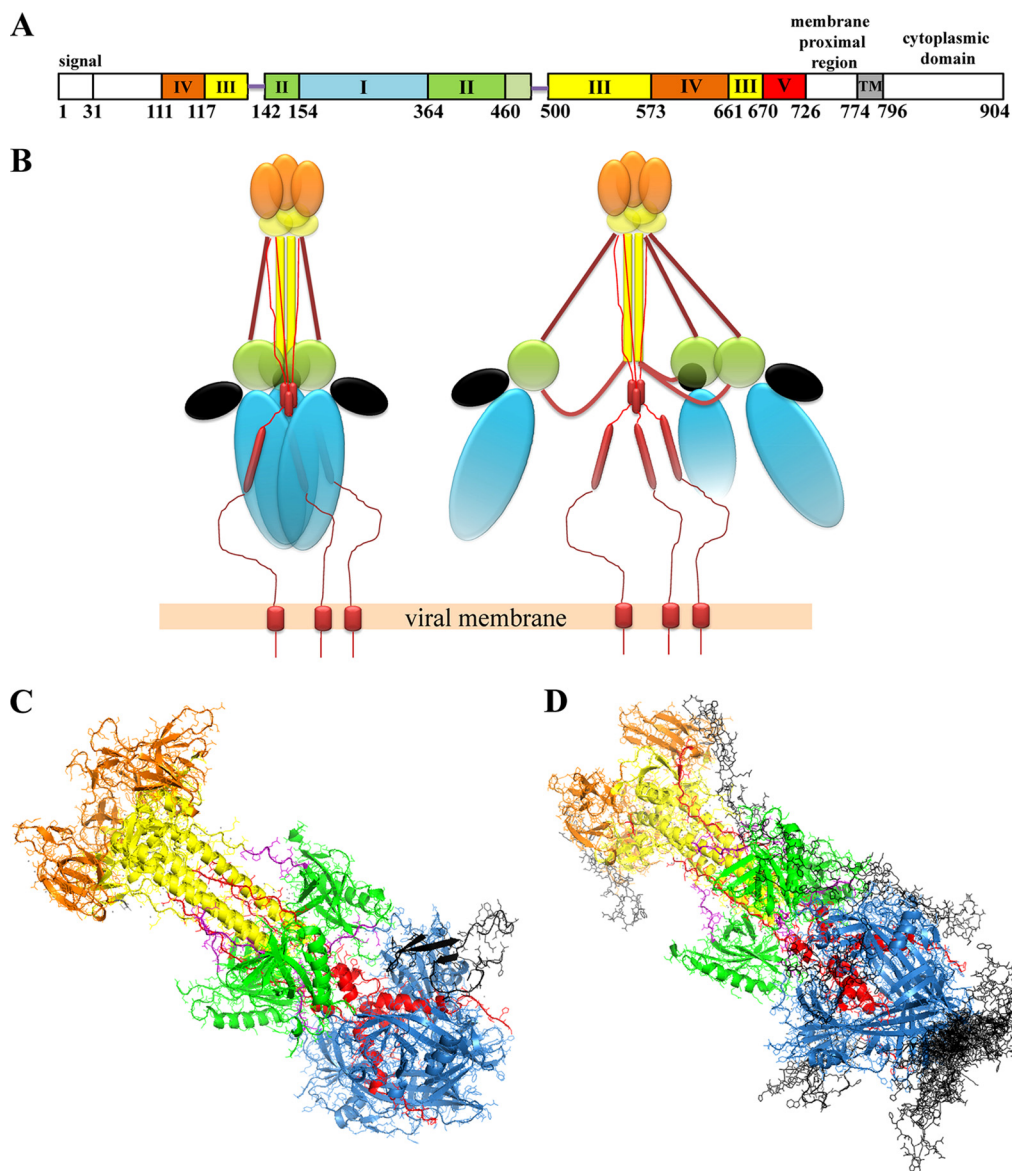 A
signal
membrane
proximal
region
cytoplasmic
domain
IV III II I II III IV III V TM
1 31 111 117 142 154 364 460 500 573 661 670 726 774 796 904
B
viral membrane
C
D